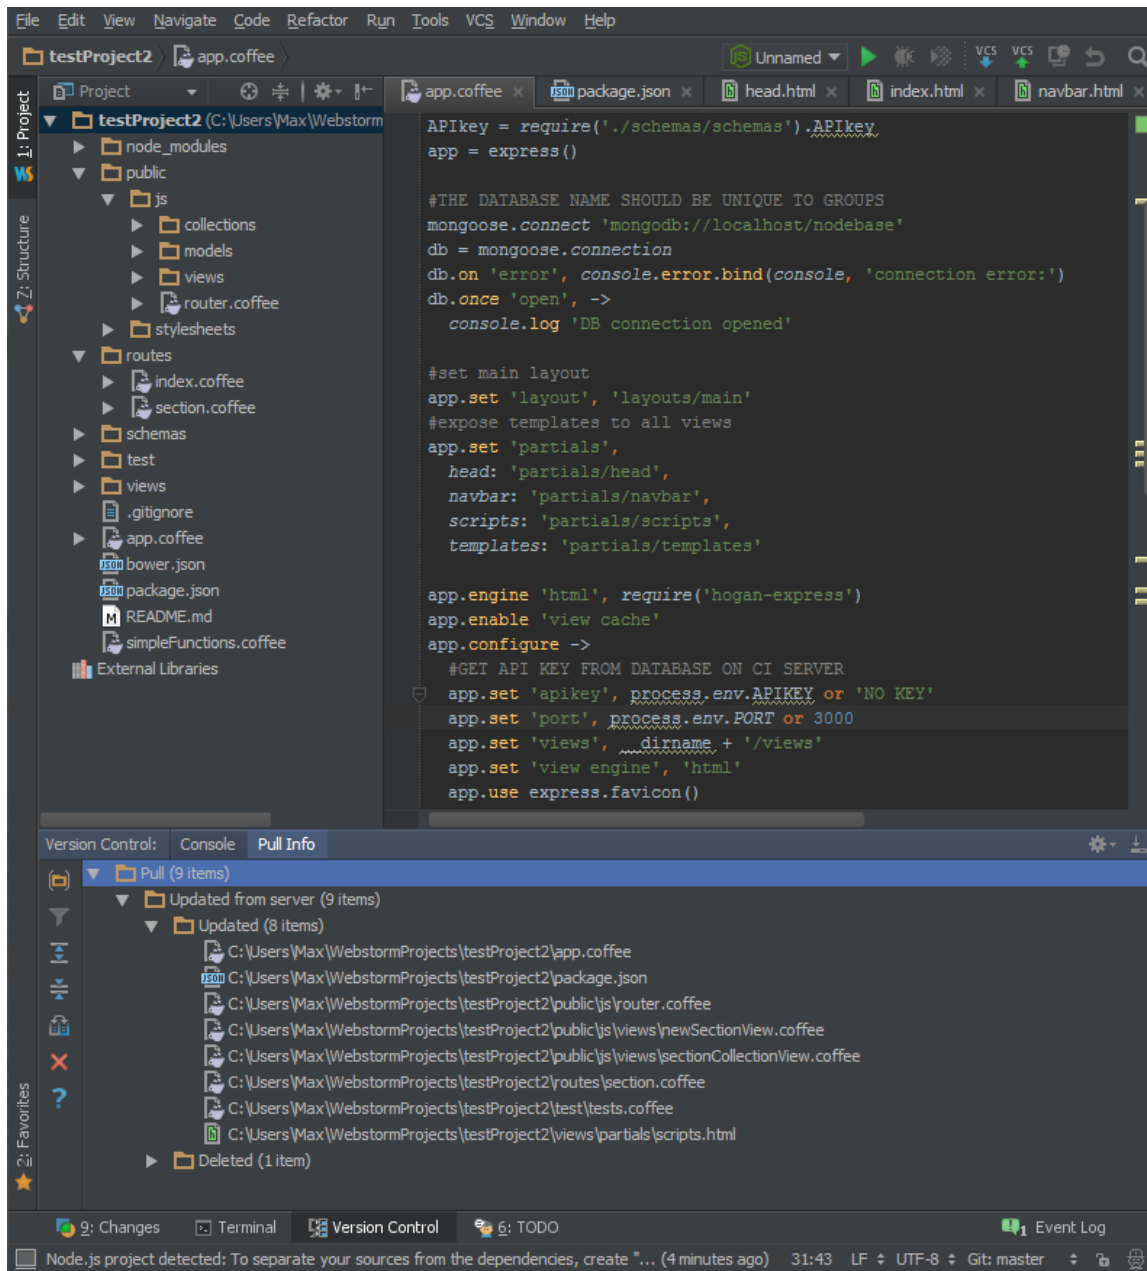 File Edit View Navigate Code Refactor Run Tools VCS Window Help
testProject2 app.coffee Unnamed VCS VCS
1: Project
7: Structure
2: Favorites
Project
testProject2 (C:\Users\Max\Webstorm
node_modules
public
js
collections
models
views
router.coffee
stylesheets
routes
index.coffee
section.coffee
schemas
test
views
.gitignore
app.coffee
bower.json
package.json
README.md
simpleFunctions.coffee
External Libraries
app.coffee package.json head.html index.html navbar.html
APIkey = require('./schemas/schemas').APIkey
app = express()
#THE DATABASE NAME SHOULD BE UNIQUE TO GROUPS
mongoose.connect 'mongodb://localhost/nodebase'
db = mongoose.connection
db.on 'error', console.error.bind(console, 'connection error:')
db.once 'open', ->
console.log 'DB connection opened'
#set main layout
app.set 'layout', 'layouts/main'
#expose templates to all views
app.set 'partials',
head: 'partials/head',
navbar: 'partials/navbar',
scripts: 'partials/scripts',
templates: 'partials/templates'
app.engine 'html', require('hogan-express')
app.enable 'view cache'
app.configure ->
#GET API KEY FROM DATABASE ON CI SERVER
app.set 'apikey', process.env.APIKEY or 'NO KEY'
app.set 'port', process.env.PORT or 3000
app.set 'views', __dirname + '/views'
app.set 'view engine', 'html'
app.use express.favicon()
Version Control: Console Pull Info
Pull (9 items)
Updated from server (9 items)
Updated (8 items)
C:\Users\Max\WebstormProjects\testProject2\app.coffee
C:\Users\Max\WebstormProjects\testProject2\package.json
C:\Users\Max\WebstormProjects\testProject2\public\js\router.coffee
C:\Users\Max\WebstormProjects\testProject2\public\js\views\newSectionView.coffee
C:\Users\Max\WebstormProjects\testProject2\public\js\views\sectionCollectionView.coffee
C:\Users\Max\WebstormProjects\testProject2\routes\section.coffee
C:\Users\Max\WebstormProjects\testProject2\test\tests.coffee
C:\Users\Max\WebstormProjects\testProject2\views\partials\scripts.html
Deleted (1 item)
9: Changes Terminal Version Control 6: TODO 1 Event Log
Node.js project detected: To separate your sources from the dependencies, create "... (4 minutes ago) 31:43 LF UTF-8 Git: master